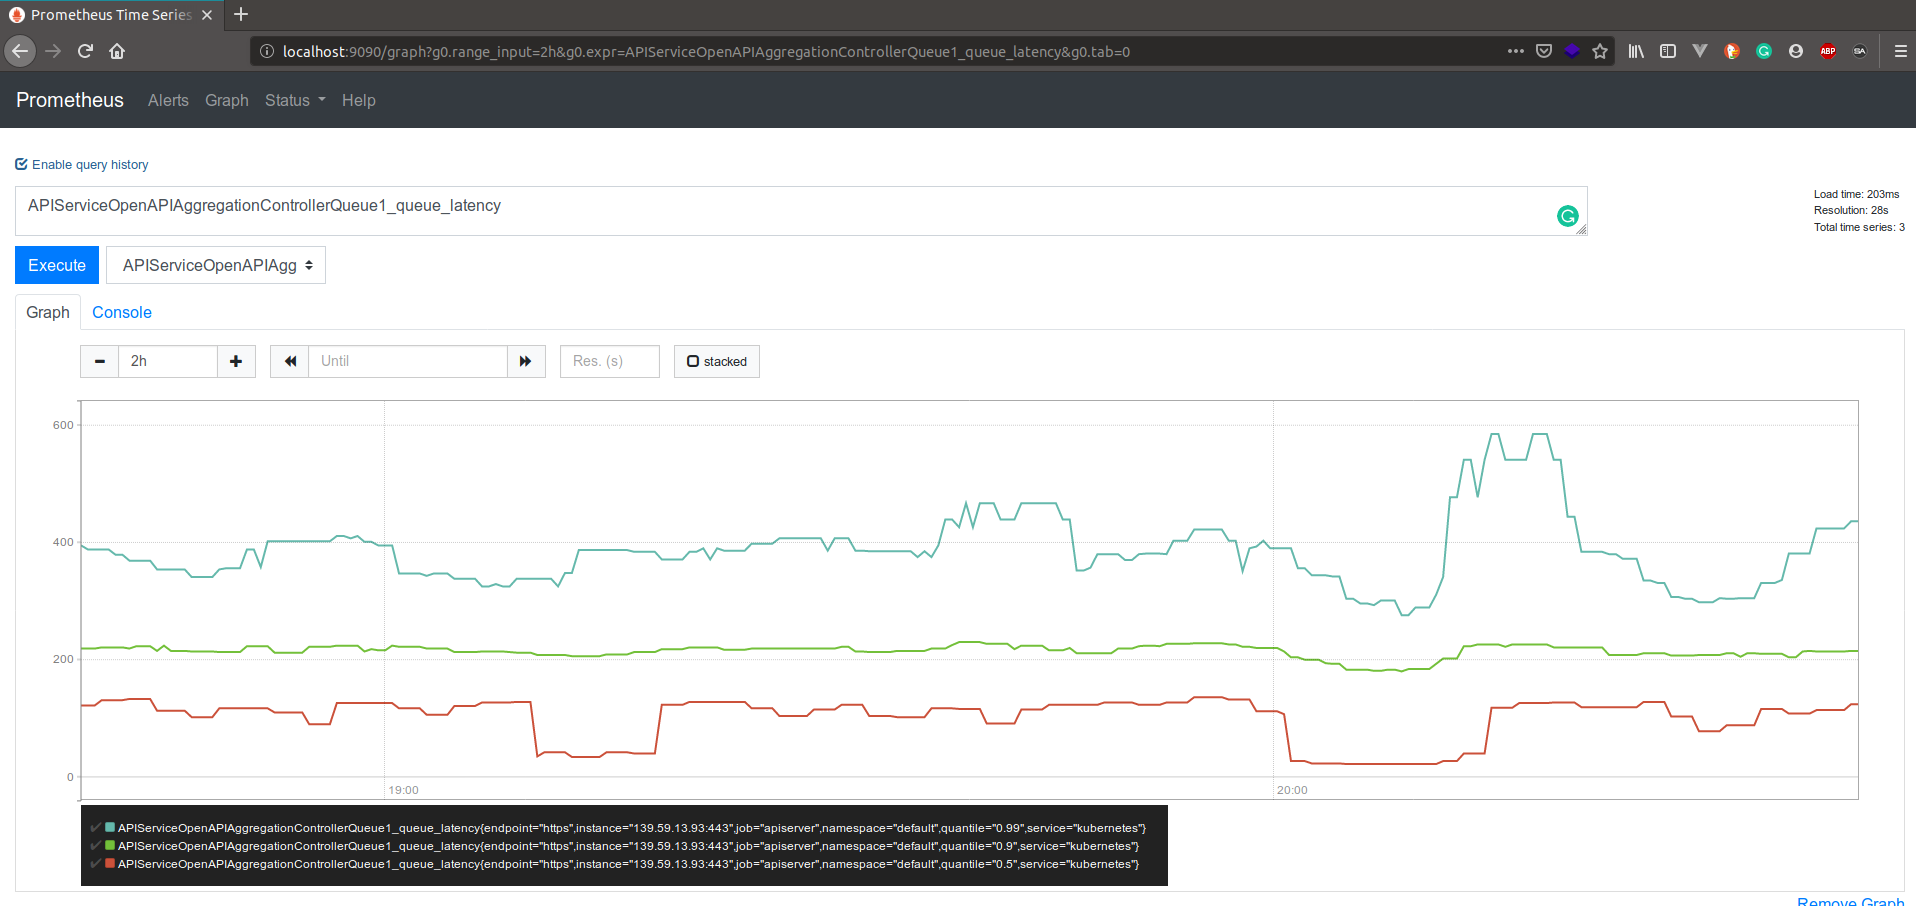 Prometheus Time Series
localhost:9090/graph?g0.range_input=2h&g0.expr=APIServiceOpenAPIAggregationControllerQueue1_queue_latency&g0.tab=0
ABP
SA
Prometheus Alerts Graph Status Help
Enable query history
APIServiceOpenAPIAggregationControllerQueue1_queue_latency
Load time: 203ms
Resolution: 28s
Total time series: 3
Execute APIServiceOpenAPIAgg
Graph Console
2h Until Res. (s) stacked
600
400
200
0
19:00 20:00
APIServiceOpenAPIAggregationControllerQueue1_queue_latency{endpoint="https",instance="139.59.13.93:443",job="apiserver",namespace="default",quantile="0.99",service="kubernetes"}
APIServiceOpenAPIAggregationControllerQueue1_queue_latency{endpoint="https",instance="139.59.13.93:443",job="apiserver",namespace="default",quantile="0.9",service="kubernetes"}
APIServiceOpenAPIAggregationControllerQueue1_queue_latency{endpoint="https",instance="139.59.13.93:443",job="apiserver",namespace="default",quantile="0.5",service="kubernetes"}
Remove Graph